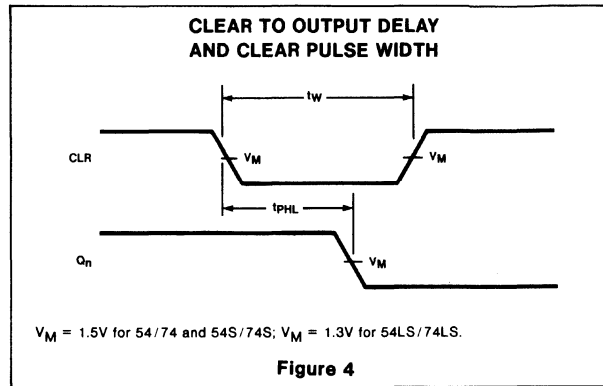 CLEAR TO OUTPUT DELAY
AND CLEAR PULSE WIDTH
tW
CLR
VM
VM
tPHL
Qn
VM
VM = 1.5V for 54/74 and 54S/74S; VM = 1.3V for 54LS/74LS.
Figure 4